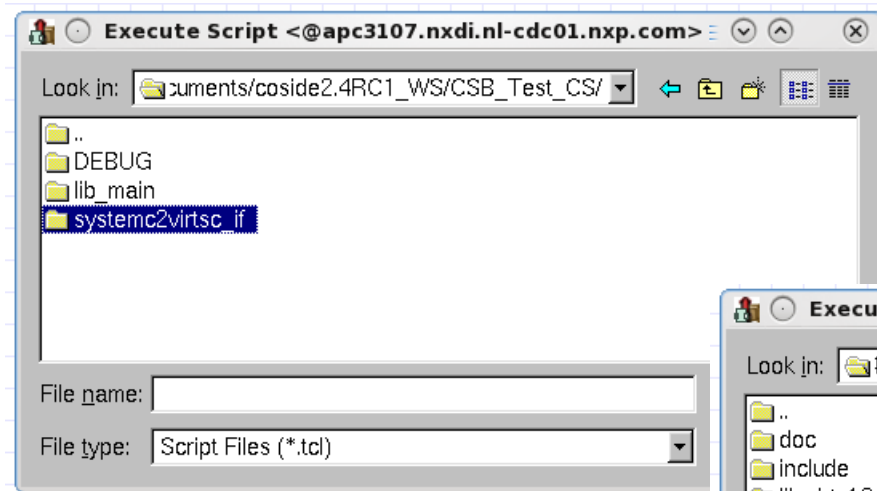 Execute Script <@apc3107.nxdi.nl-cdc01.nxp.com>
Look in: cuments/coside2.4RC1_WS/CSB_Test_CS/
..
DEBUG
lib_main
systemc2virtsc_if
File name:
File type: Script Files (*.tcl)
Execu
Look in:
..
doc
include